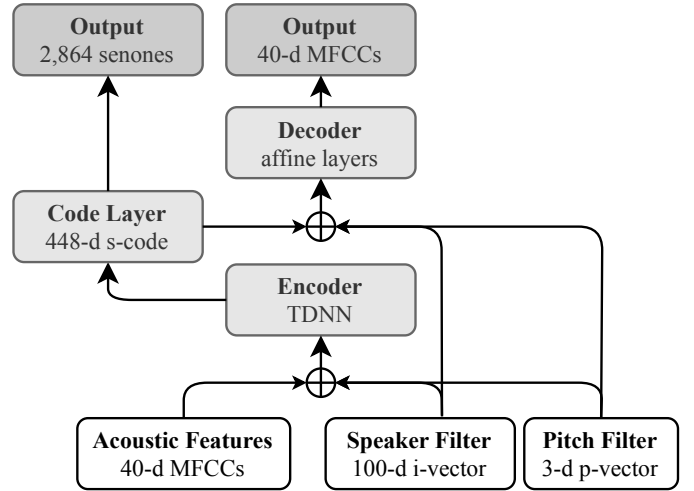 Output
2,864 senones
Output
40-d MFCCs
Decoder
affine layers
Code Layer
448-d s-code
Encoder
TDNN
Acoustic Features
40-d MFCCs
Speaker Filter
100-d i-vector
Pitch Filter
3-d p-vector